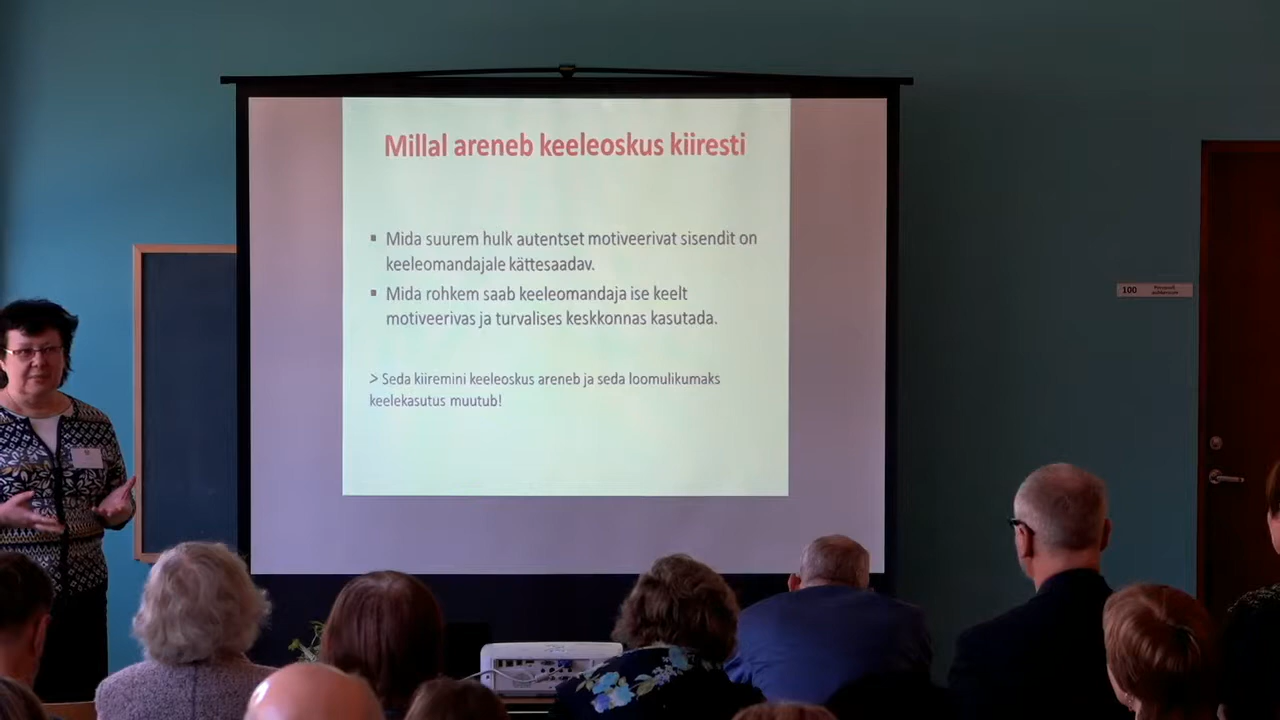 Millal areneb keeleoskus kiiresti
▪ Mida suurem hulk autentset motiveerivat sisendit on
keeleomandajale kättesaadav.
▪ Mida rohkem saab keeleomandaja ise keelt
motiveerivas ja turvalises keskkonnas kasutada.
> Seda kiiremini keeleoskus areneb ja seda loomulikumaks
keelekasutus muutub!
100